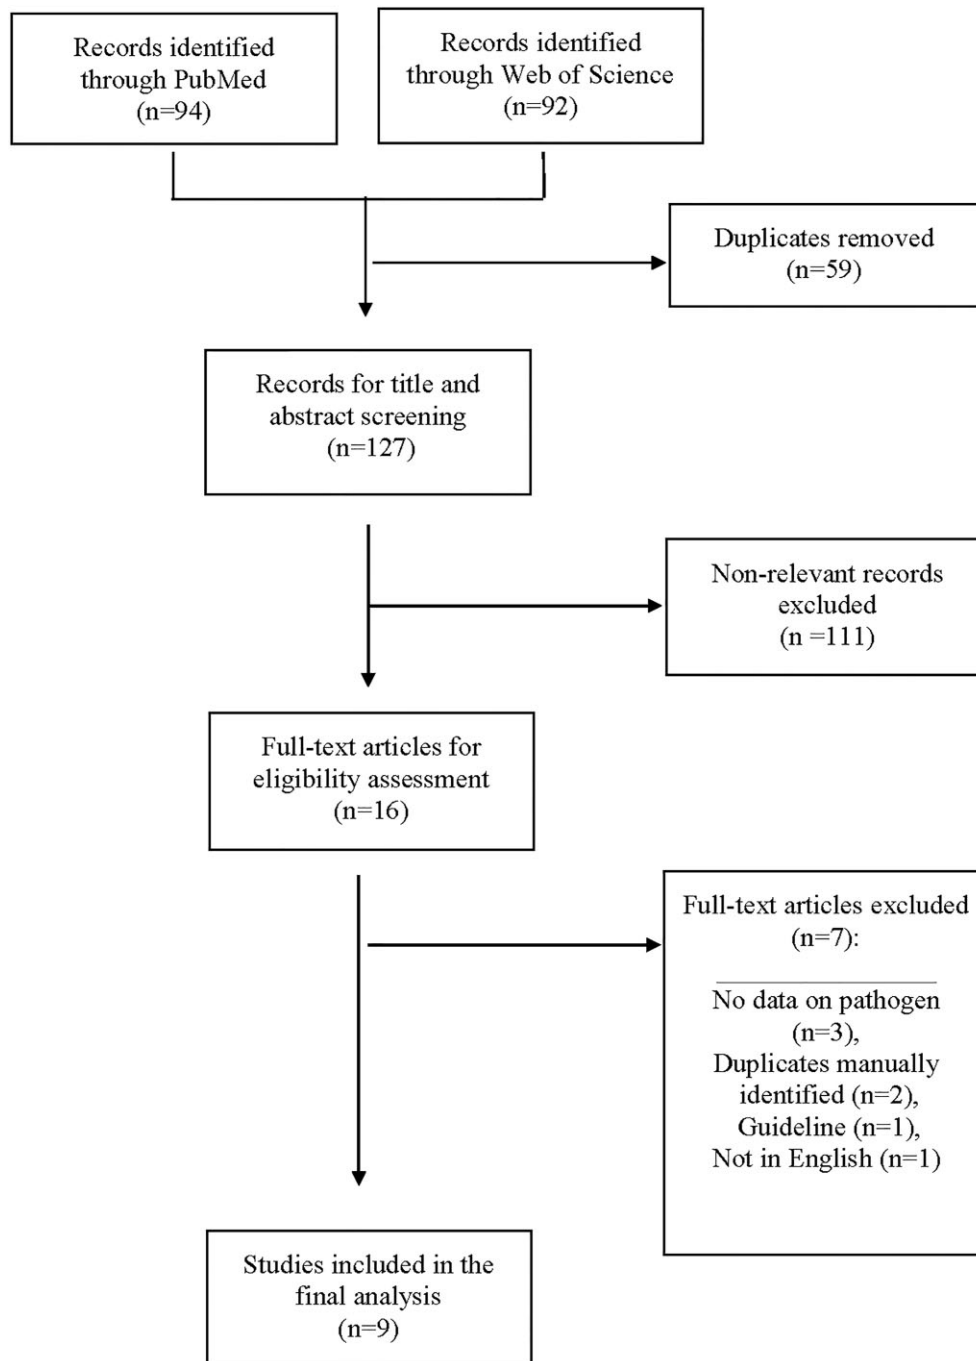 Records identified
through PubMed
(n=94)
Records identified
through Web of Science
(n=92)
Duplicates removed
(n=59)
Records for title and
abstract screening
(n=127)
Non-relevant records
excluded
(n =111)
Full-text articles for
eligibility assessment
(n=16)
Full-text articles excluded
(n=7):
No data on pathogen
(n=3),
Duplicates manually
identified (n=2),
Guideline (n=1),
Not in English (n=1)
Studies included in the
final analysis
(n=9)